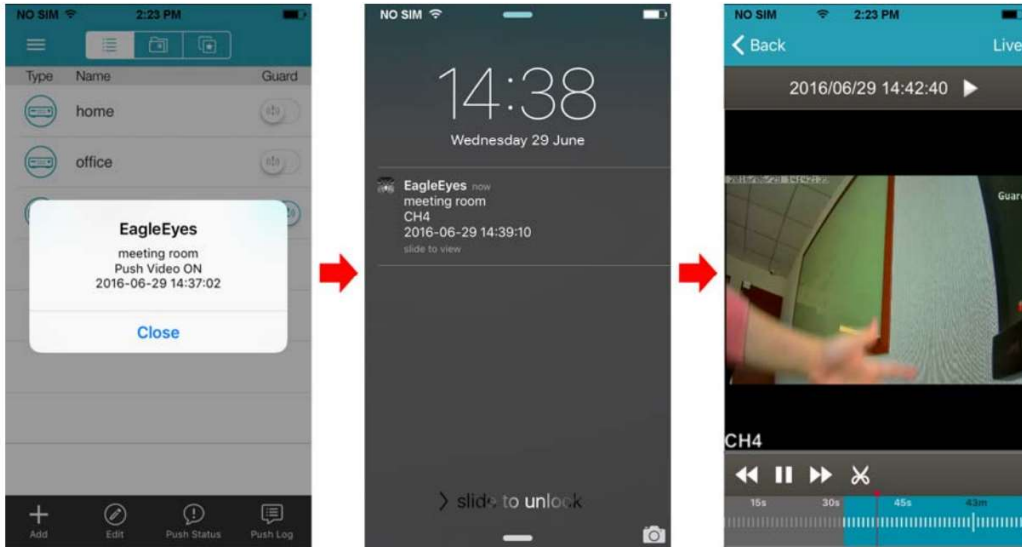 NO SIM 2:23 PM
Type Name Guard
home
office
EagleEyes
meeting room
Push Video ON
2016-06-29 14:37:02
Close
Add Edit Push Status Push Log
NO SIM
14:38
Wednesday 29 June
EagleEyes now
meeting room
CH4
2016-06-29 14:39:10
slide to view
slide to unlock
NO SIM 2:23 PM
Back Live
2016/06/29 14:42:40
Guar
CH4
15s 30s 45s 43m